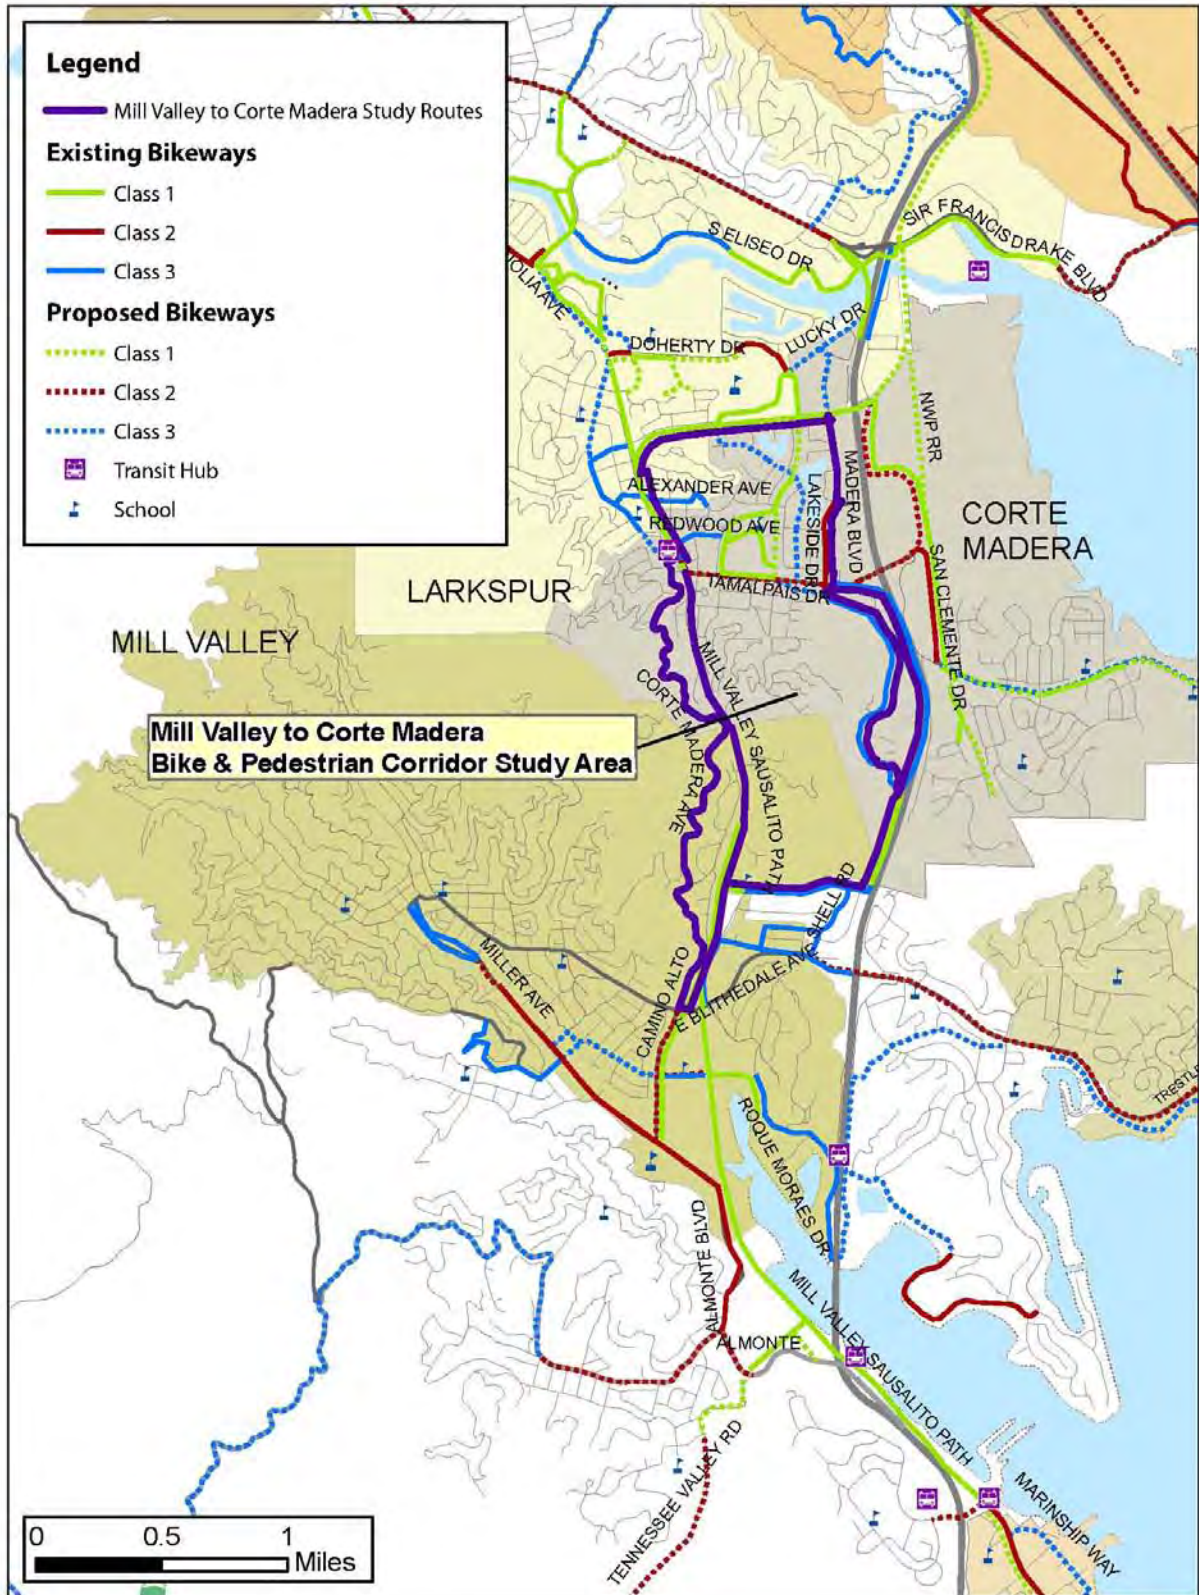 Legend
Mill Valley to Corte Madera Study Routes
Existing Bikeways
Class 1
Class 2
Class 3
Proposed Bikeways
Class 1
Class 2
Class 3
Transit Hub
School
SIR FRANCIS DRAKE BLVD
S ELISEO DR
NOLIA AVE
LUCKY DR
DOHERTY DR
NWP RR
MADERA BLVD
LAKESIDE DR
ALEXANDER AVE
REDWOOD AVE
CORTE
MADERA
TAMALPAIS DR
SAN CLEMENTE DR
LARKSPUR
MILL VALLEY
MILL VALLEY SAUSALITO PATH
CORTE MADERA AVE
Mill Valley to Corte Madera
Bike & Pedestrian Corridor Study Area
SHELL RD
E BLITHEDALE AVE
CAMINO ALTO
MILLER AVE
TRESTLE
ROQUE MORAES DR
ALMONTE BLVD
MILL VALLEY SAUSALITO PATH
ALMONTE
TENNESSEE VALLEY RD
MARINSHIP WAY
0 0.5 1
Miles